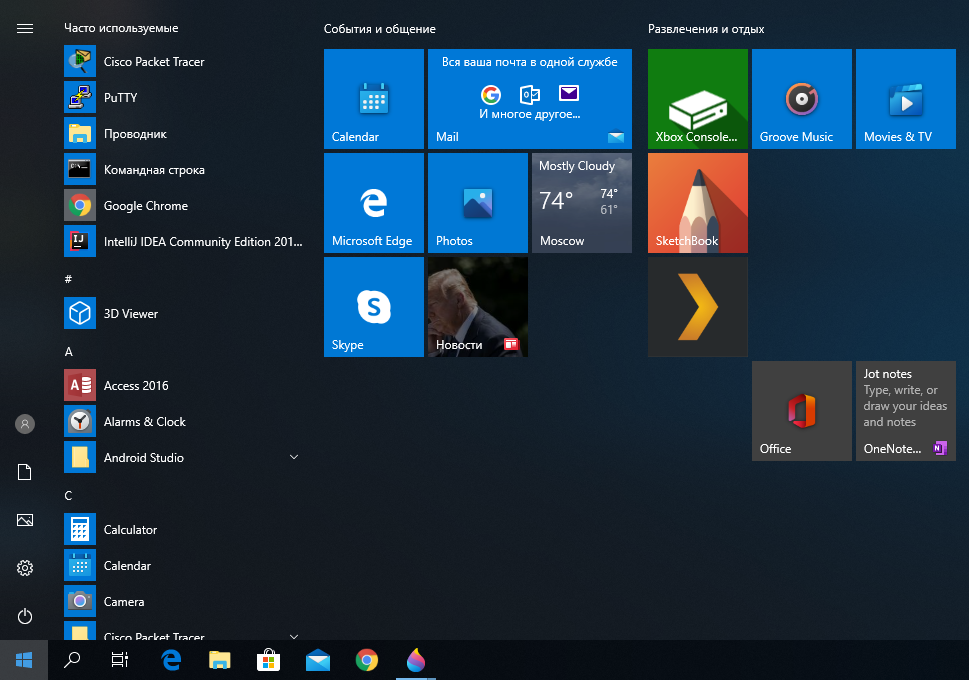 Часто используемые
Cisco Packet Tracer
PuTTY
Проводник
Командная строка
Google Chrome
IntelliJ IDEA Community Edition 201...
#
3D Viewer
A
Access 2016
Alarms & Clock
Android Studio
C
Calculator
Calendar
Camera
Cisco Packet Tracer
События и общение
Calendar
Вся ваша почта в одной службе
И многое другое...
Mail
Microsoft Edge
Photos
Mostly Cloudy
74°
74°
61°
Moscow
Skype
Новости
Развлечения и отдых
Xbox Console...
Groove Music
Movies & TV
SketchBook
Office
Jot notes
Type, write, or
draw your ideas
and notes
OneNote...